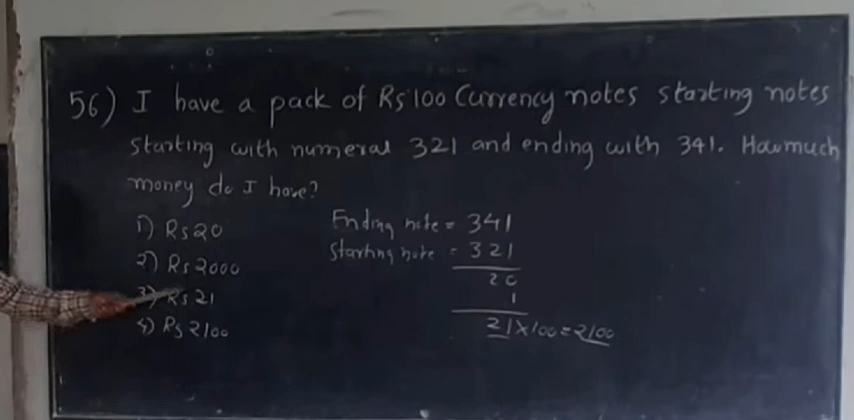 56) I have a pack of Rs 100 Currency notes starting notes
starting with numeral 321 and ending with 341. How much
money do I have?
1) Rs 20
2) Rs 2000
3) Rs 21
4) Rs 2100
Ending note = 341
Starting note = 321
20
1
21 × 100 = 2100